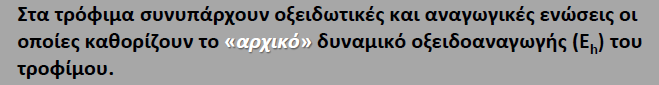 Στα τρόφιμα συνυπάρχουν οξειδωτικές και αναγωγικές ενώσεις οι
οποίες καθορίζουν το «αρχικό» δυναμικό οξειδοαναγωγής (Eh) του
τροφίμου.